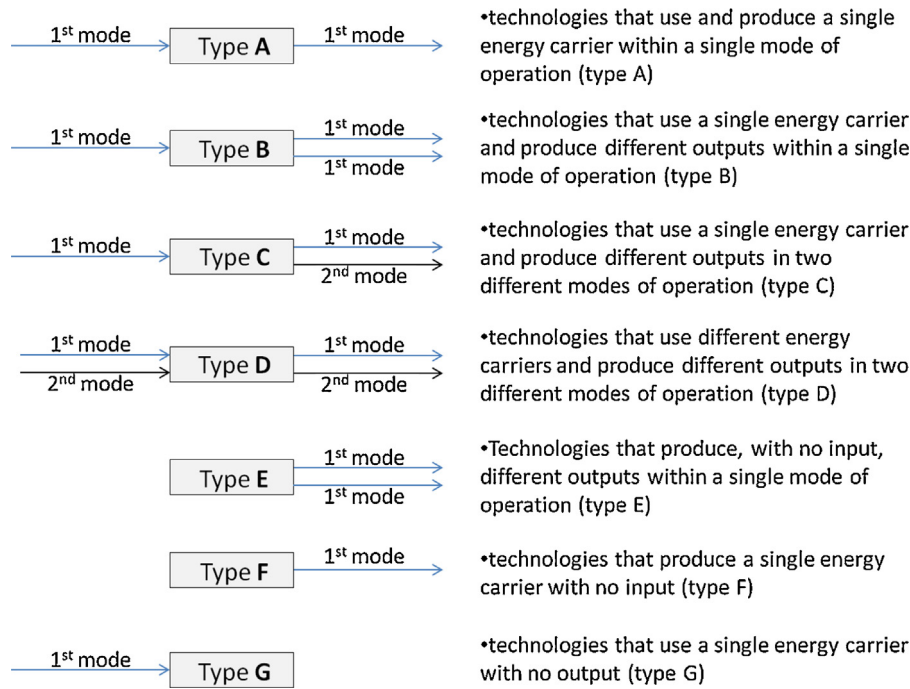 1st mode
Type A
1st mode
•technologies that use and produce a single
energy carrier within a single mode of
operation (type A)
1st mode
Type B
1st mode
1st mode
•technologies that use a single energy carrier
and produce different outputs within a single
mode of operation (type B)
1st mode
Type C
1st mode
2nd mode
•technologies that use a single energy carrier
and produce different outputs in two
different modes of operation (type C)
1st mode
2nd mode
Type D
1st mode
2nd mode
•technologies that use different energy
carriers and produce different outputs in two
different modes of operation (type D)
Type E
1st mode
1st mode
•Technologies that produce, with no input,
different outputs within a single mode of
operation (type E)
Type F
1st mode
•technologies that produce a single energy
carrier with no input (type F)
1st mode
Type G
•technologies that use a single energy carrier
with no output (type G)